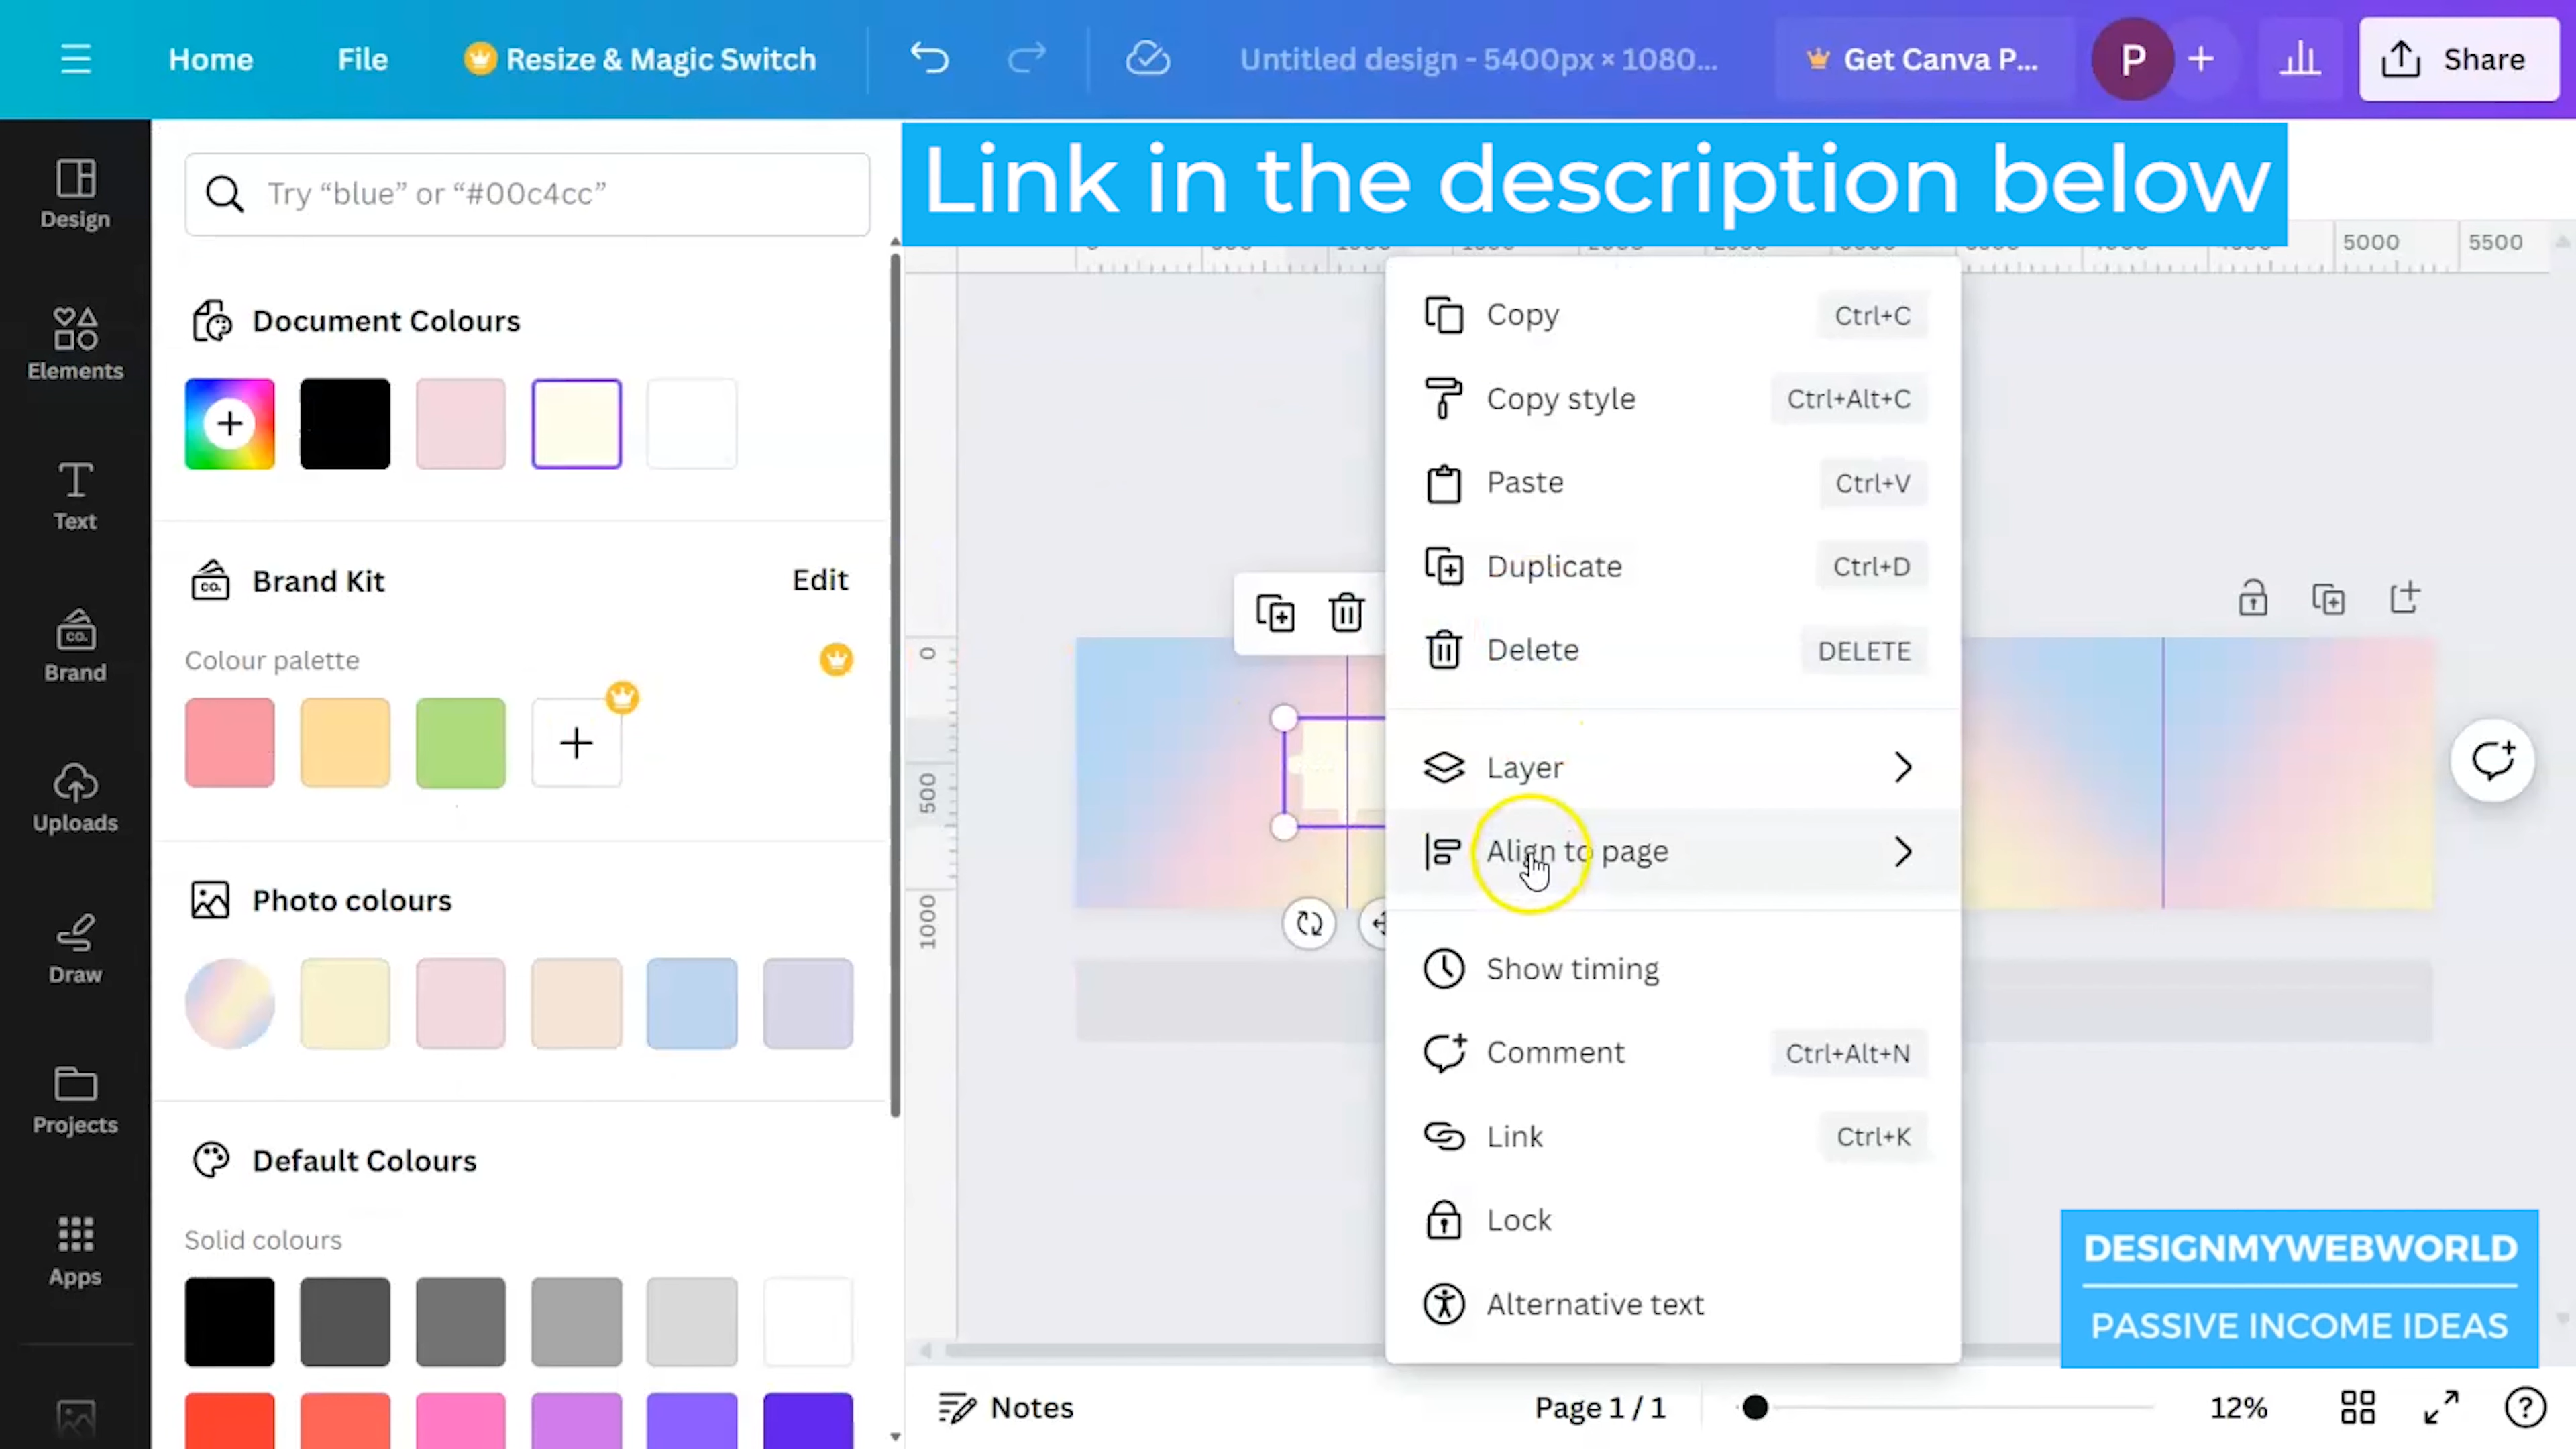 Home
File
Resize & Magic Switch
Untitled design - 5400px × 1080...
Get Canva P...
P
Share
Link in the description below
Try “blue” or “#00c4cc”
Design
Elements
Text
Brand
Uploads
Draw
Projects
Apps
Document Colours
CO.
Brand Kit
Edit
Colour palette
Photo colours
Default Colours
Solid colours
5000
5500
0
500
1000
Copy
Ctrl+C
Copy style
Ctrl+Alt+C
Paste
Ctrl+V
Duplicate
Ctrl+D
Delete
DELETE
Layer
Align to page
Show timing
Comment
Ctrl+Alt+N
Link
Ctrl+K
Lock
Alternative text
DESIGNMYWEBWORLD
PASSIVE INCOME IDEAS
Notes
Page 1 / 1
12%